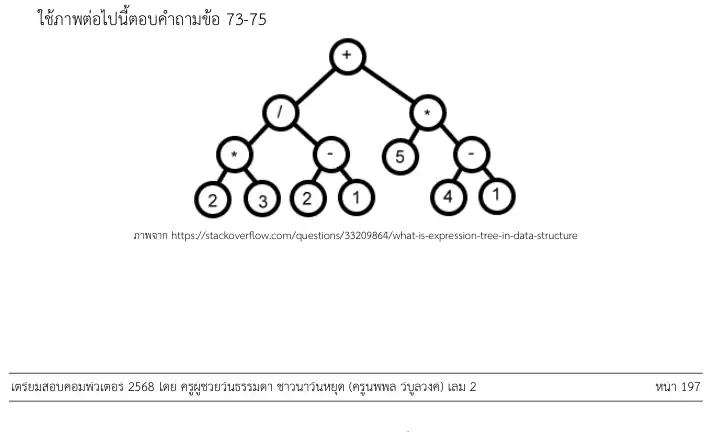 ใช้ภาพต่อไปนี้ตอบคำถามข้อ 73-75
+
/ *
* - 5 -
2 3 2 1 4 1
ภาพจาก https://stackoverflow.com/questions/33209864/what-is-expression-tree-in-data-structure
เตรียมสอบคอมพิวเตอร์ 2568 โดย ครูผู้ช่วยวันธรรมดา ชาวนาวันหยุด (ครูนพพล วิบูลวงศ์) เล่ม 2 หน้า 197